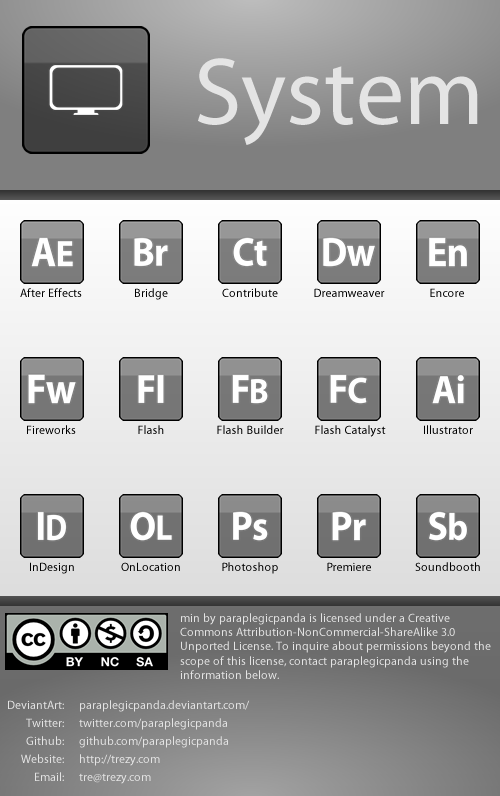 System
AE Br Ct Dw En
After Effects Bridge Contribute Dreamweaver Encore
Fw Fl FB FC Ai
Fireworks Flash Flash Builder Flash Catalyst Illustrator
ID OL Ps Pr Sb
InDesign OnLocation Photoshop Premiere Soundbooth
cc
BY NC SA
min by paraplegicpanda is licensed under a Creative
Commons Attribution-NonCommercial-ShareAlike 3.0
Unported License. To inquire about permissions beyond the
scope of this license, contact paraplegicpanda using the
information below.
DeviantArt: paraplegicpanda.deviantart.com/
Twitter: twitter.com/paraplegicpanda
Github: github.com/paraplegicpanda
Website: http://trezy.com
Email: tre@trezy.com